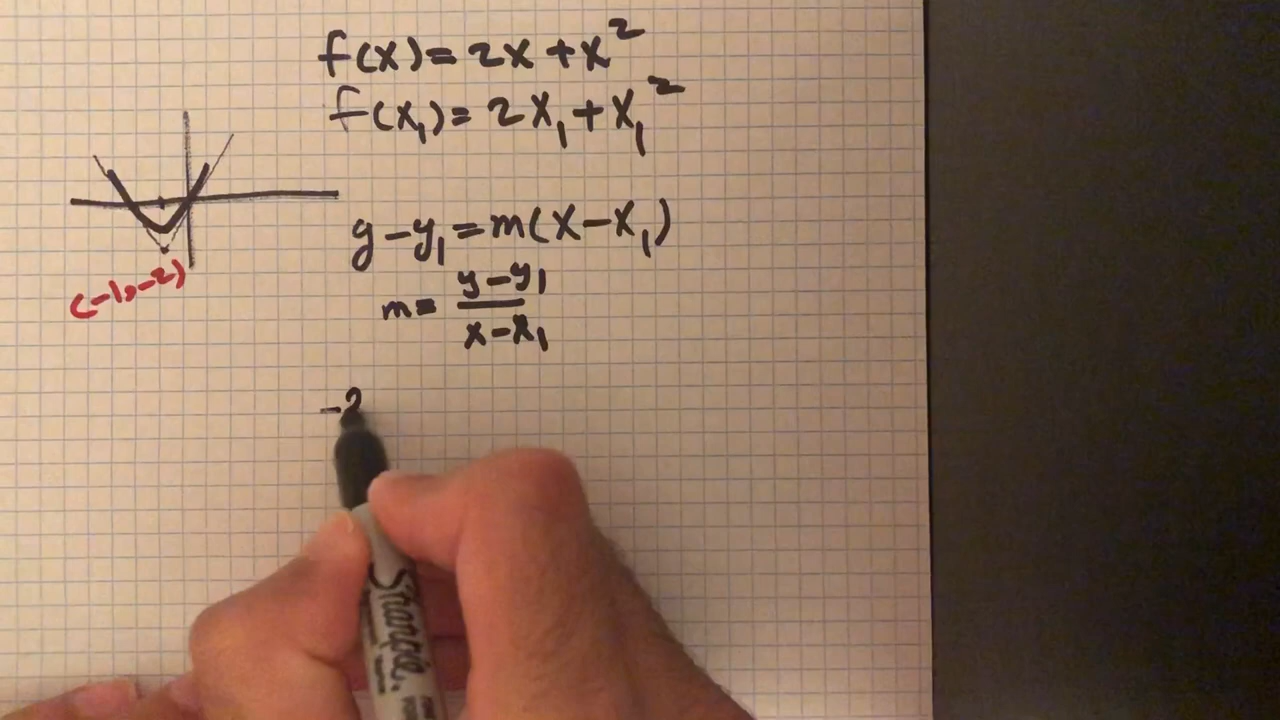 f(x)=2x+x²
f(x₁)=2x₁+x₁²
y-y₁=m(x-x₁)
m= y-y₁
x-x₁
(-1,-2)
-2
Sharpie.